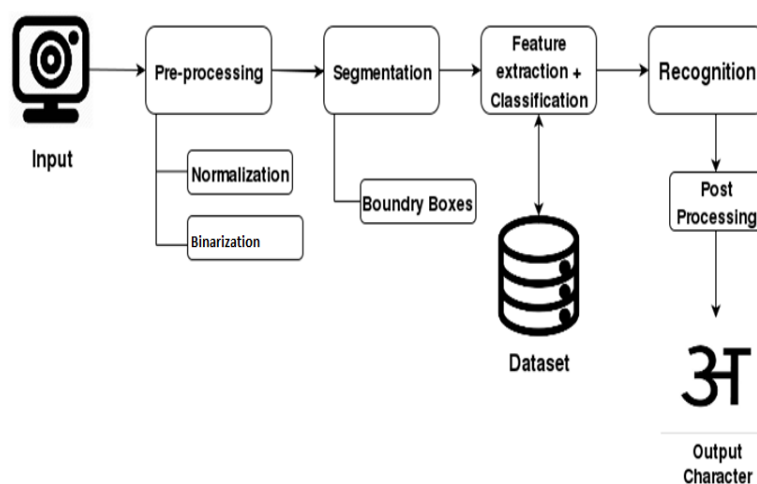 Input
Pre-processing
Normalization
Binarization
Segmentation
Boundry Boxes
Feature
extraction +
Classification
Dataset
Recognition
Post
Processing
अ
Output
Character